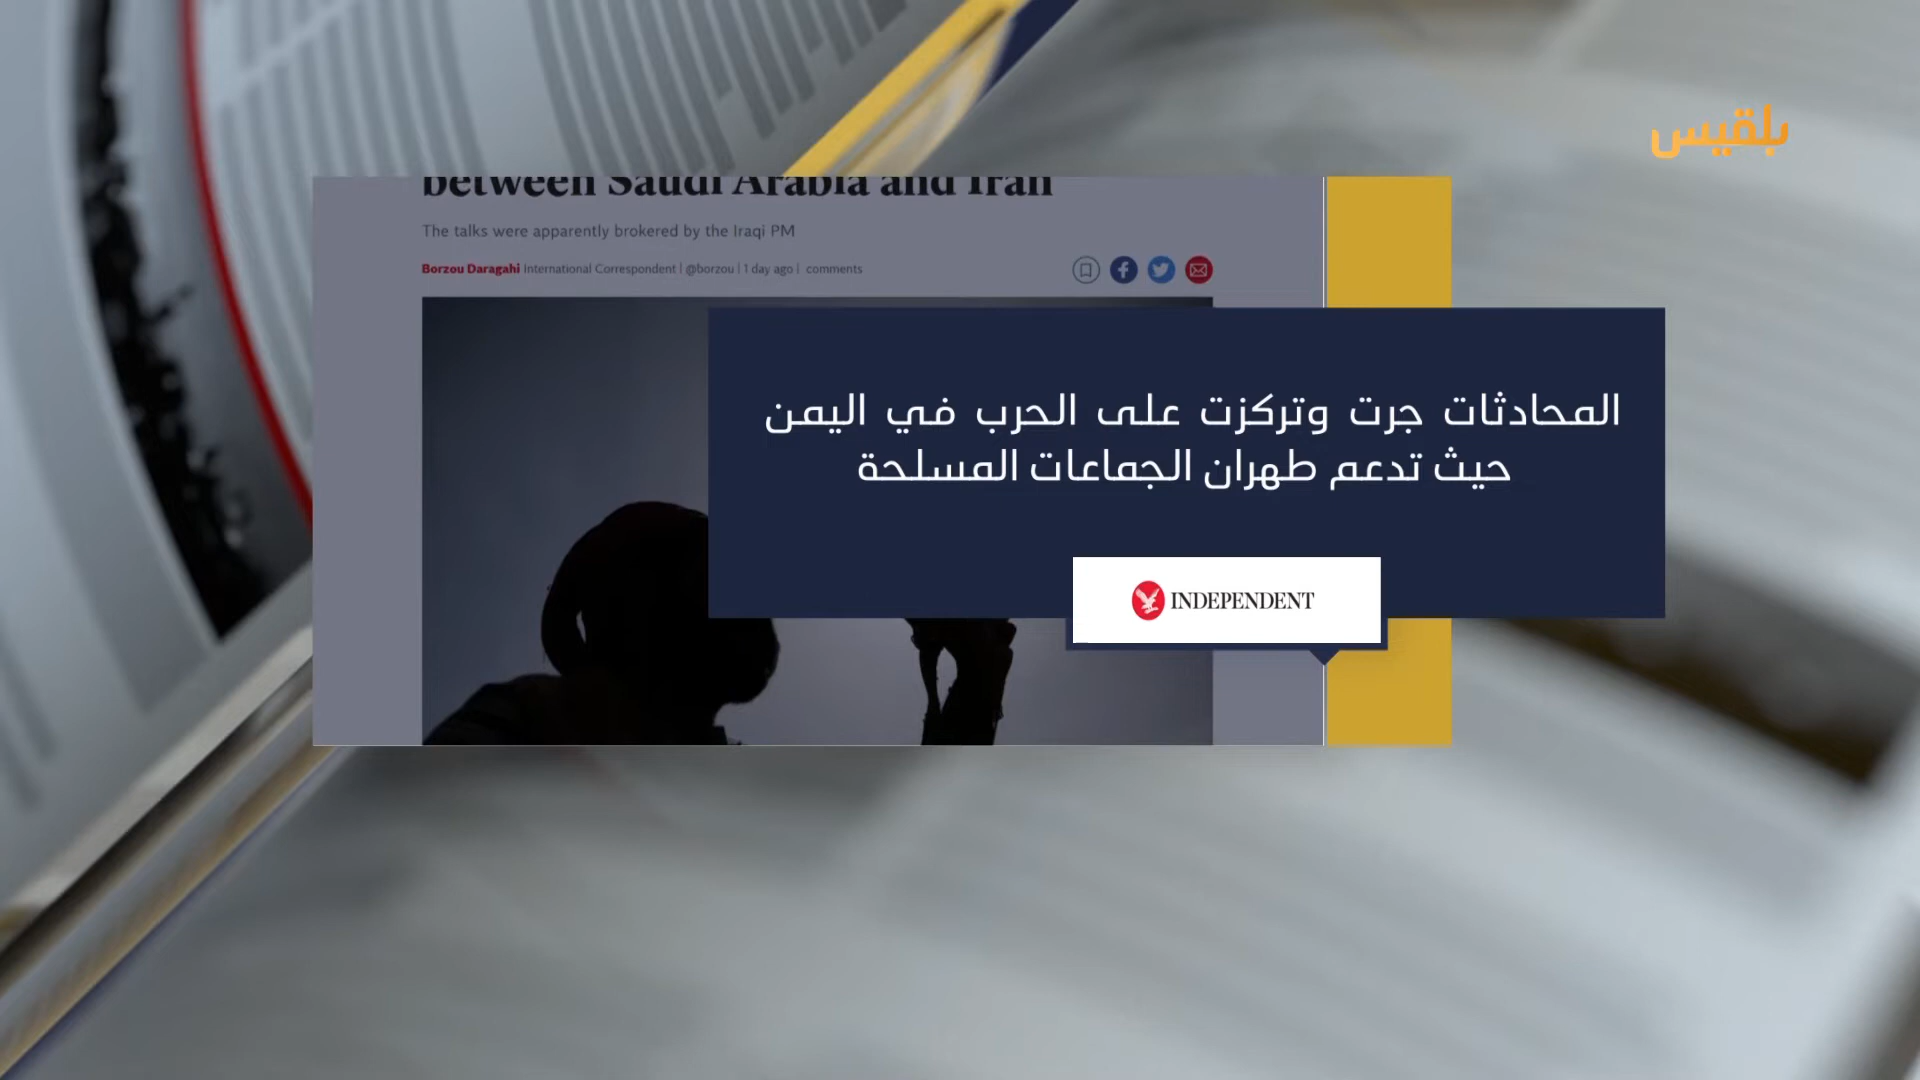 بلقيس
between Saudi Arabia and Iran
The talks were apparently brokered by the Iraqi PM
Borzou Daragahi International Correspondent | @borzou | 1 day ago | comments
المحادثات جرت وتركزت على الحرب في اليمن
حيث تدعم طهران الجماعات المسلحة
INDEPENDENT